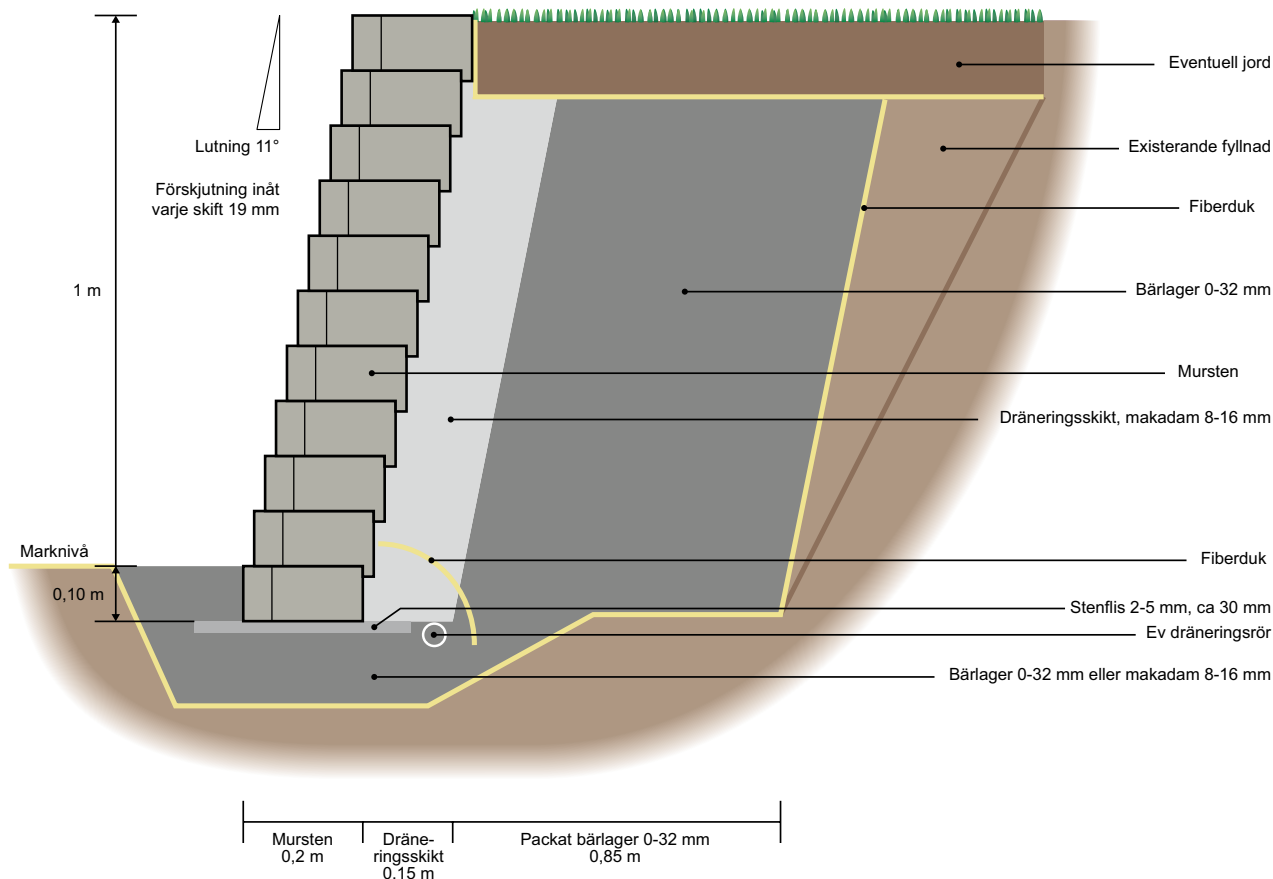 Lutning 11°
Förskjutning inåt
varje skift 19 mm
1 m
Marknivå
0,10 m
Eventuell jord
Existerande fyllnad
Fiberduk
Bärlager 0-32 mm
Mursten
Dräneringsskikt, makadam 8-16 mm
Fiberduk
Stenflis 2-5 mm, ca 30 mm
Ev dräneringsrör
Bärlager 0-32 mm eller makadam 8-16 mm
Mursten
0,2 m
Dräne-
ringsskikt
0,15 m
Packat bärlager 0-32 mm
0,85 m